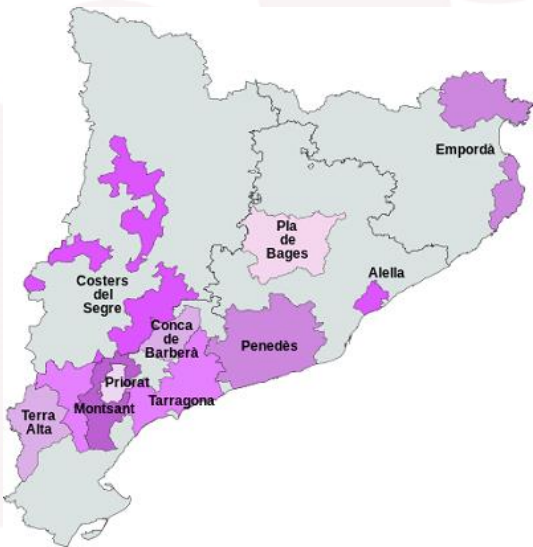 Empordà
Pla
de
Bages
Alella
Costers
del
Segre
Conca
de
Barberà
Penedès
Priorat
Tarragona
Montsant
Terra
Alta